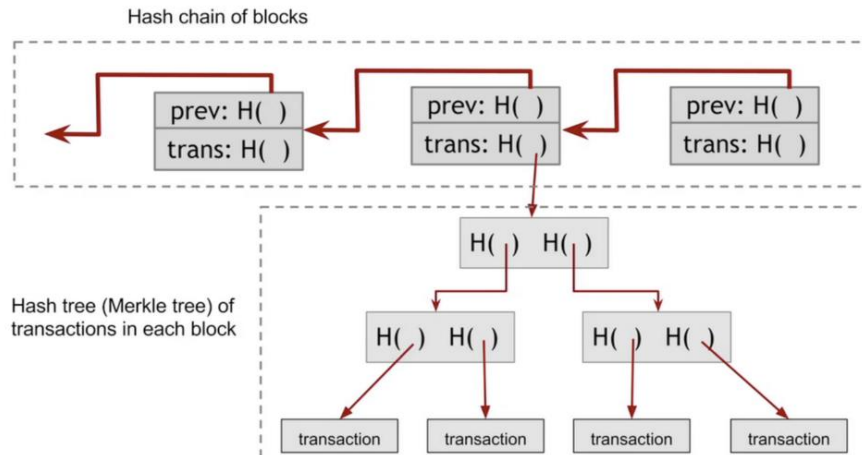 Hash chain of blocks
prev: H( )
trans: H( )
prev: H( )
trans: H( )
prev: H( )
trans: H( )
H( ) H( )
Hash tree (Merkle tree) of
transactions in each block
H( ) H( )
H( ) H( )
transaction
transaction
transaction
transaction